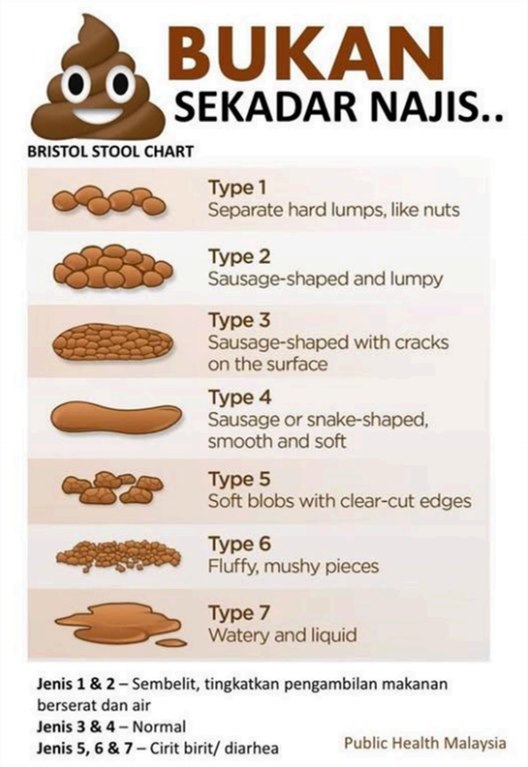 BUKAN
SEKADAR NAJIS..
BRISTOL STOOL CHART
Type 1
Separate hard lumps, like nuts
Type 2
Sausage-shaped and lumpy
Type 3
Sausage-shaped with cracks
on the surface
Type 4
Sausage or snake-shaped,
smooth and soft
Type 5
Soft blobs with clear-cut edges
Type 6
Fluffy, mushy pieces
Type 7
Watery and liquid
Jenis 1 & 2 – Sembelit, tingkatkan pengambilan makanan
berserat dan air
Jenis 3 & 4 – Normal
Jenis 5, 6 & 7 – Cirit birit/ diarhea
Public Health Malaysia